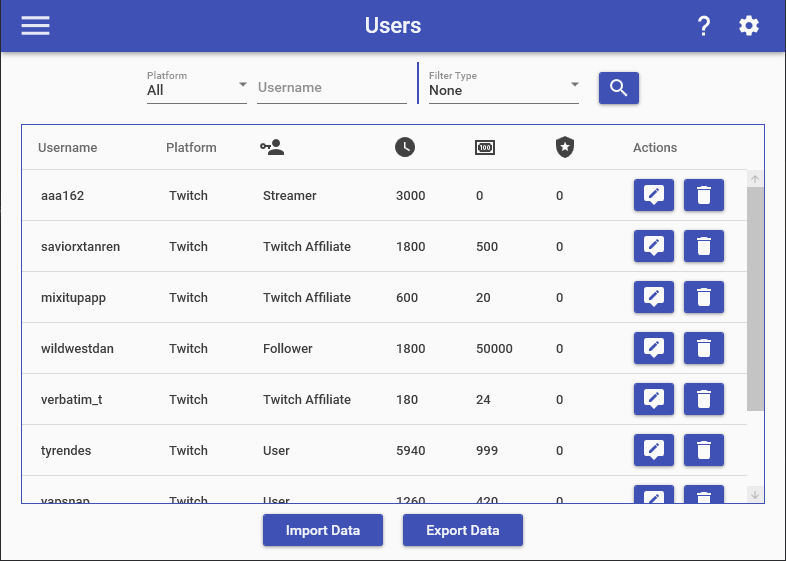 Users
Platform
All
Username
Filter Type
None
Username Platform 100 Actions
aaa162 Twitch Streamer 3000 0 0
saviorxtanren Twitch Twitch Affiliate 1800 500 0
mixitupapp Twitch Twitch Affiliate 600 20 0
wildwestdan Twitch Follower 1800 50000 0
verbatim_t Twitch Twitch Affiliate 180 24 0
tyrendes Twitch User 5940 999 0
Twitch User 1260 420 0
Import Data Export Data